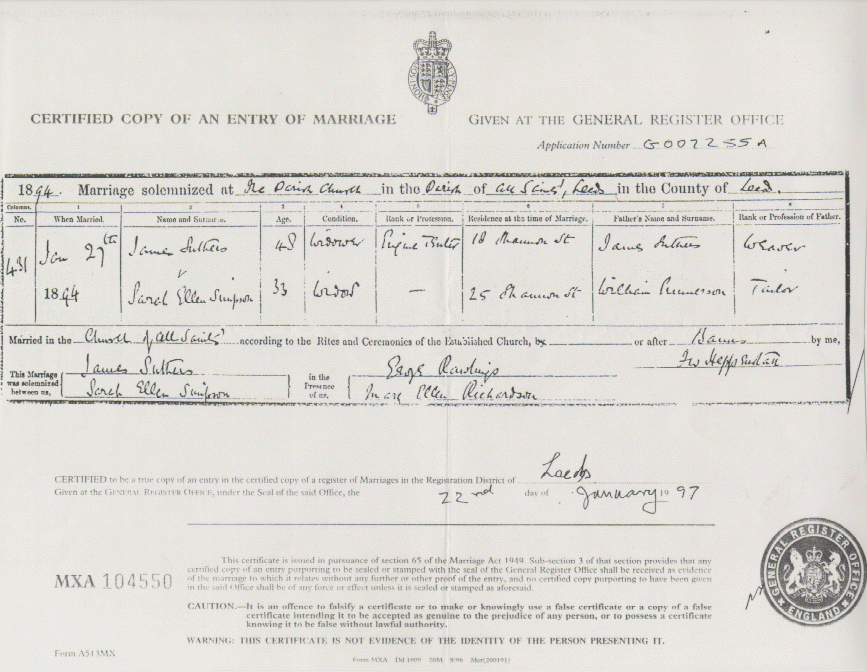 CERTIFIED COPY OF AN ENTRY OF MARRIAGE
GIVEN AT THE GENERAL REGISTER OFFICE
Application Number G007255A
1894. Marriage solemnized at The Parish Church in the Parish of All Saints', Leeds in the County of Leeds.
Columns. 1 2 3 4 5 6 7 8
No. When Married. Name and Surname. Age. Condition. Rank or Profession. Residence at the time of Marriage. Father's Name and Surname. Rank or Profession of Father.
431 Jan 27th James Suthers 48 Widower Engine 18 Shannon St James Suthers Weaver
1894 Sarah Ellen Simpson 33 Widow — 25 Shannon St William Tailor
Married in the Church of All Saints' according to the Rites and Ceremonies of the Established Church, by or after Banns by me,
This Marriage was solemnized between us,
James Suthers
Sarah Ellen Simpson
in the Presence of us,
George Rawlings
Mary Ellen Richardson
CERTIFIED to be a true copy of an entry in the certified copy of a register of Marriages in the Registration District of Leeds
Given at the GENERAL REGISTER OFFICE, under the Seal of the said Office, the 22nd day of January 1997
MXA 104550
This certificate is issued in pursuance of section 65 of the Marriage Act 1949. Sub-section 3 of that section provides that any
certified copy of an entry purporting to be sealed or stamped with the seal of the General Register Office shall be received as evidence
of the marriage to which it relates without any further or other proof of the entry, and no certified copy purporting to have been given
in the said Office shall be of any force or effect unless it is sealed or stamped as aforesaid.
CAUTION.—It is an offence to falsify a certificate or to make or knowingly use a false certificate or a copy of a false
certificate intending it to be accepted as genuine to the prejudice of any person, or to possess a certificate
knowing it to be false without lawful authority.
WARNING: THIS CERTIFICATE IS NOT EVIDENCE OF THE IDENTITY OF THE PERSON PRESENTING IT.
GENERAL REGISTER OFFICE ENGLAND
Form A513MX
Form MXA 8/96